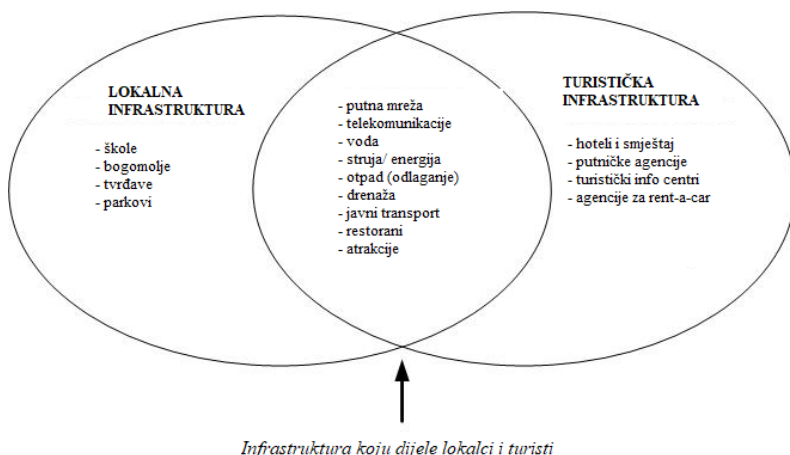 LOKALNA
INFRASTRUKTURA
- škole
- bogomolje
- tvrđave
- parkovi
- putna mreža
- telekomunikacije
- voda
- struja/ energija
- otpad (odlaganje)
- drenaža
- javni transport
- restorani
- atrakcije
TURISTIČKA
INFRASTRUKTURA
- hoteli i smještaj
- putničke agencije
- turistički info centri
- agencije za rent-a-car
Infrastruktura koju dijele lokalci i turisti